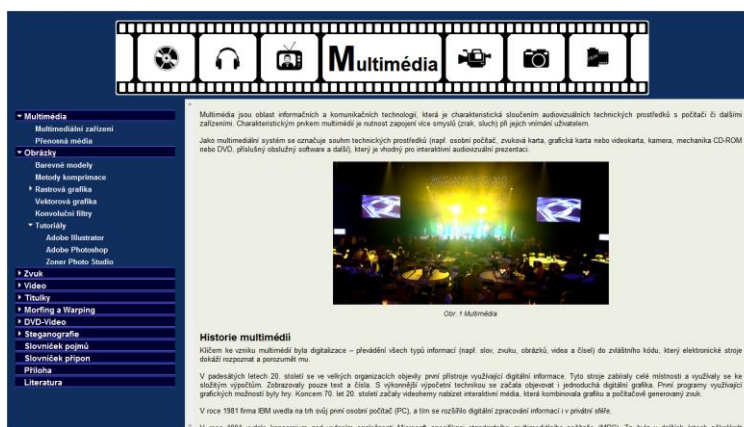 Multimédia
Multimédia
Multimediální zařízení
Přenosná média
Obrázky
Barevné modely
Metody komprimace
Rastrová grafika
Vektorová grafika
Konvoluční filtry
Tutoriály
Adobe Illustrator
Adobe Photoshop
Zoner Photo Studio
Zvuk
Video
Titulky
Morfing a Warping
DVD-Video
Steganografie
Slovníček pojmů
Slovníček přípon
Příloha
Literatura
Multimédia jsou oblast informačních a komunikačních technologií, která je charakteristická sloučením audiovizuálních technických prostředků s počítači či dalšími
zařízeními. Charakteristickým prvkem multimédií je nutnost zapojení více smyslů (zrak, sluch) při jejich vnímání uživatelem.
Jako multimediální systém se označuje souhrn technických prostředků (např. osobní počítač, zvuková karta, grafická karta nebo videokarta, kamera, mechanika CD-ROM
nebo DVD, příslušný obslužný software a další), který je vhodný pro interaktivní audiovizuální prezentaci.
Obr. 1 Multimédia
Historie multimédií
Klíčem ke vzniku multimédií byla digitalizace – převádění všech typů informací (např. slov, zvuku, obrázků, videa a čísel) do zvláštního kódu, který elektronické stroje
dokáží rozpoznat a porozumět mu.
V padesátých letech 20. století se ve velkých organizacích objevily první přístroje využívající digitální informace. Tyto stroje zabíraly celé místnosti a využívaly se ke
složitým výpočtům. Zobrazovaly pouze text a čísla. S výkonnější výpočetní technikou se začala objevovat i jednoduchá digitální grafika. První programy využívající
grafických možností byly hry. Koncem 70. let 20. století začaly videoherny nabízet interaktivní média, která kombinovala grafiku a počítačově generovaný zvuk.
V roce 1981 firma IBM uvedla na trh svůj první osobní počítač (PC), a tím se rozšířilo digitální zpracování informací i v privátní sféře.